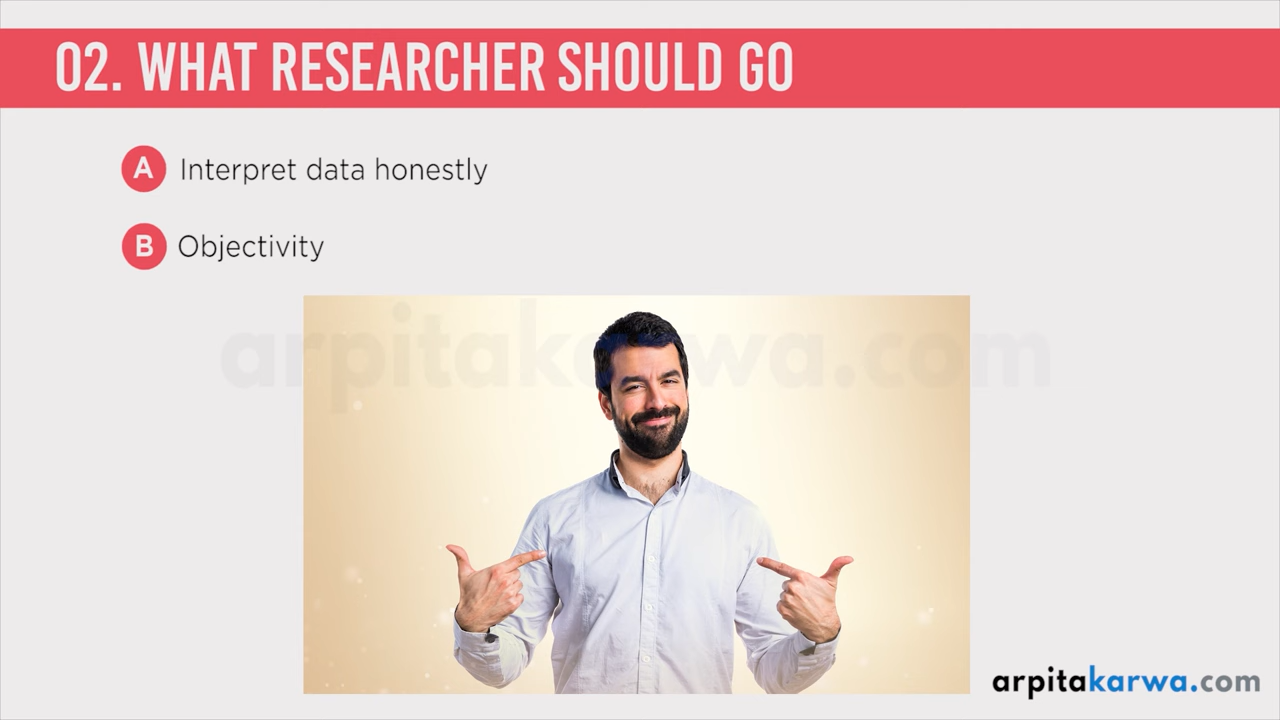 02. WHAT RESEARCHER SHOULD GO
A Interpret data honestly
B Objectivity
arpitakarwa.com
arpitakarwa.com